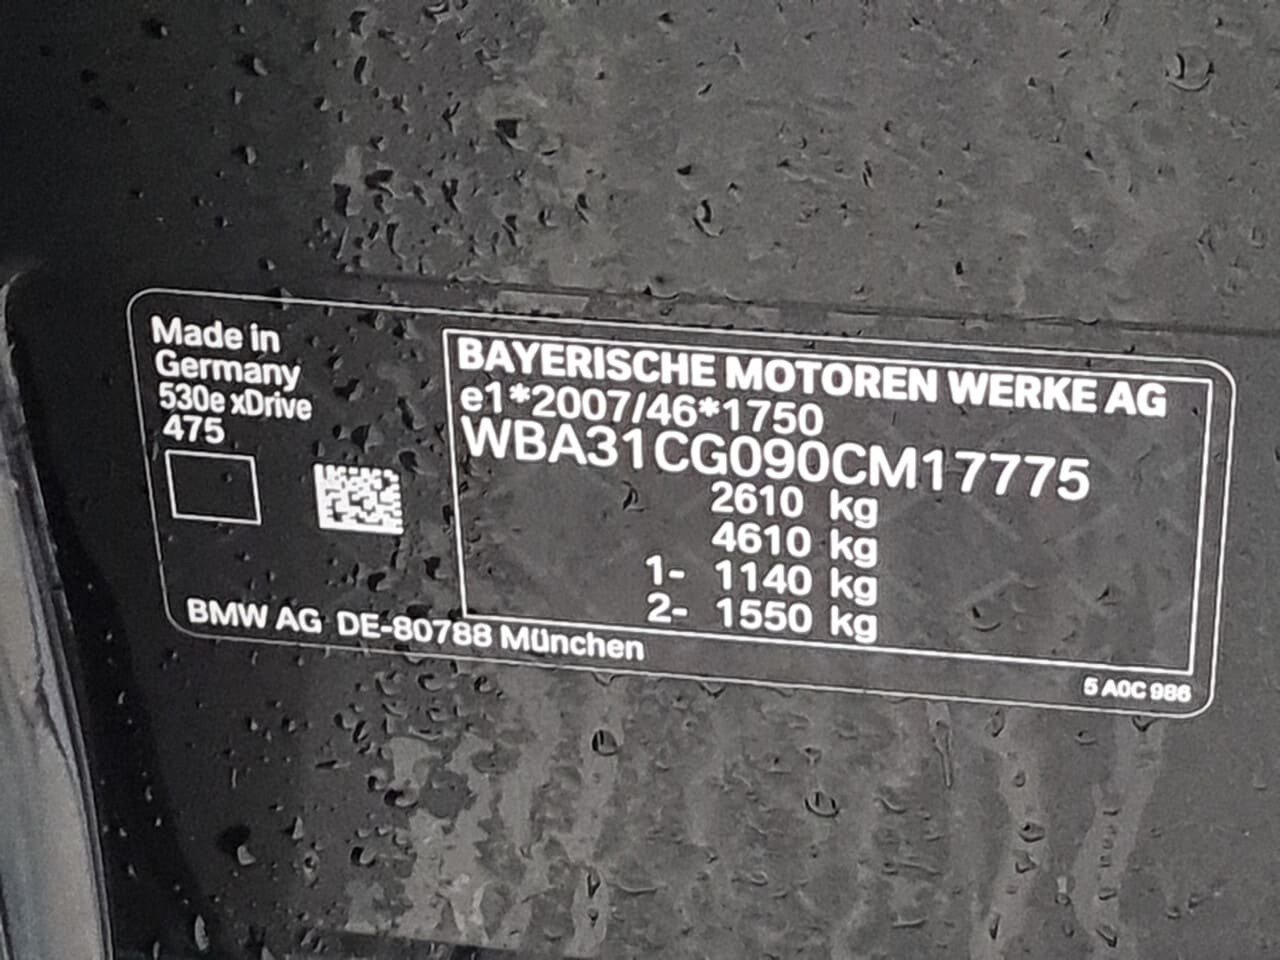 Made in
Germany
530e xDrive
475
BAYERISCHE MOTOREN WERKE AG
e1*2007/46*1750
WBA31CG090CM17775
2610 kg
4610 kg
1- 1140 kg
2- 1550 kg
BMW AG DE-80788 München
5 A0C 986